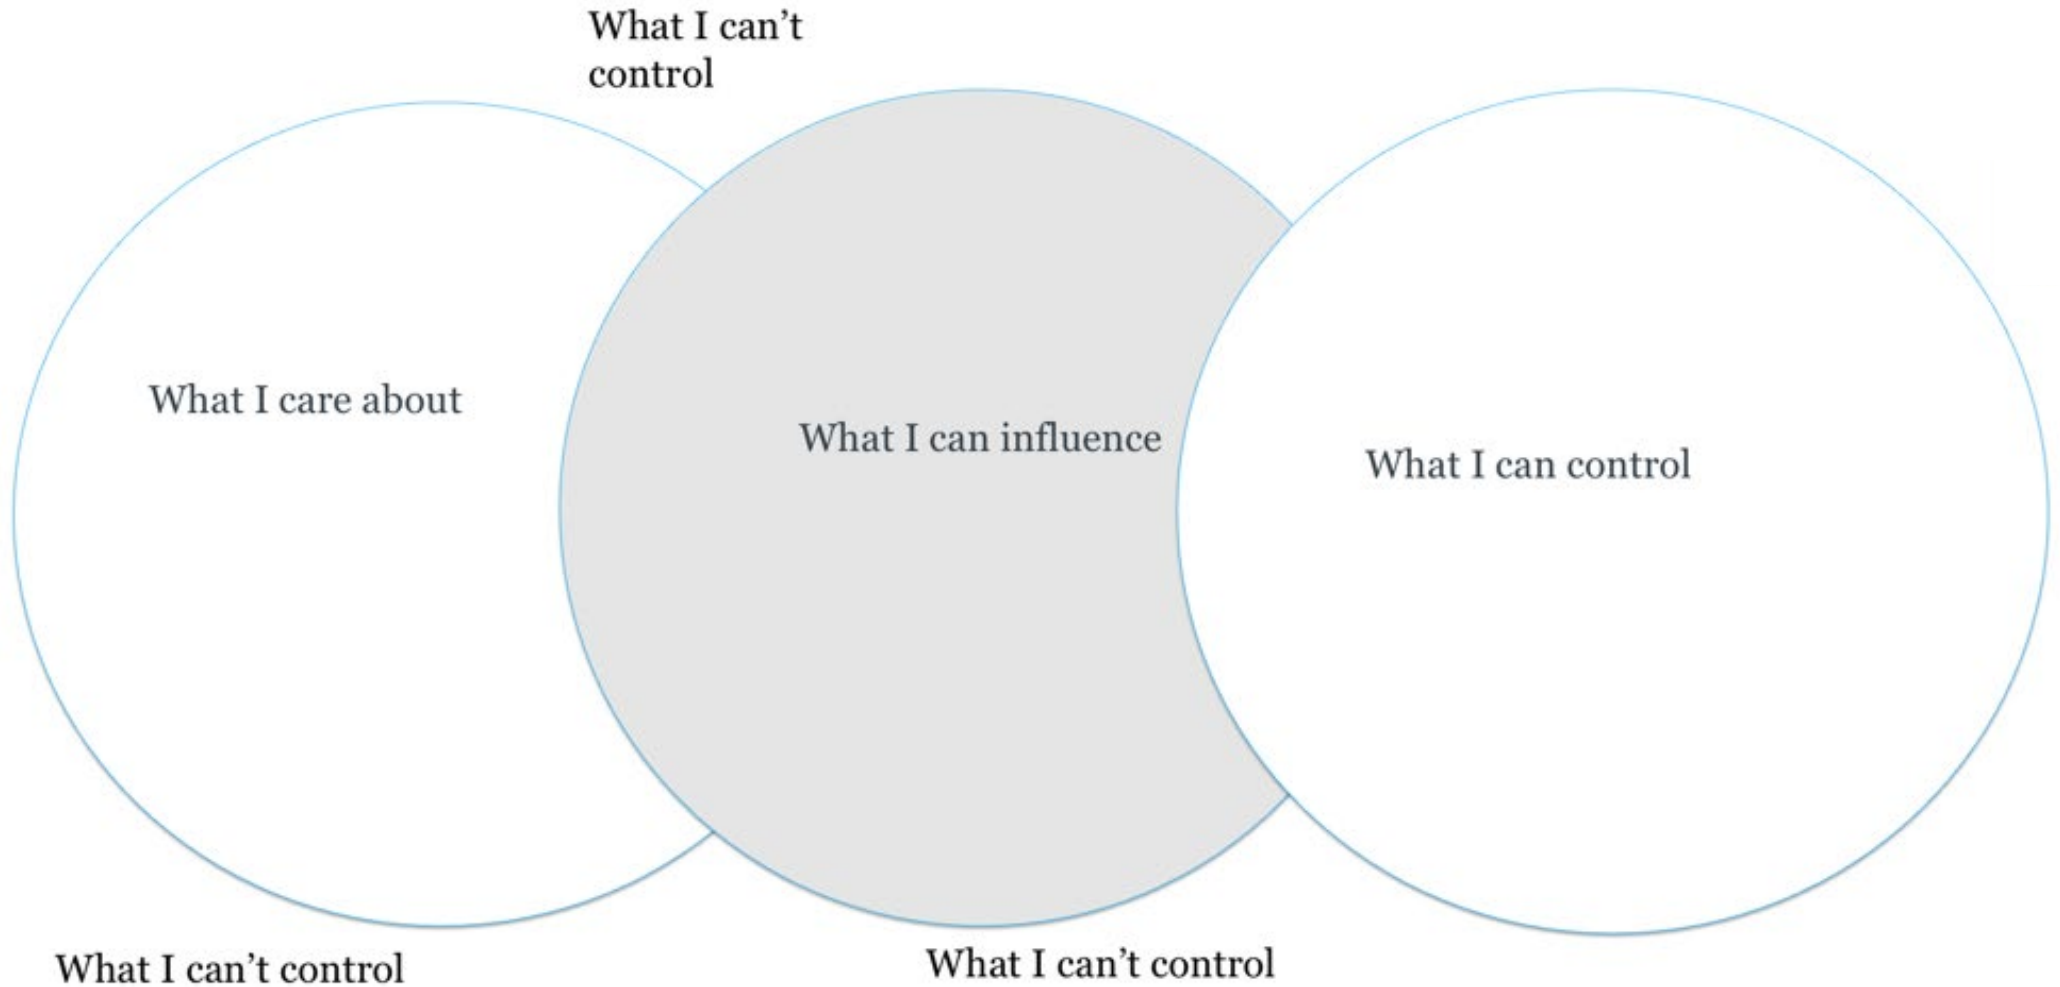 What I can’t
control
What I care about
What I can influence
What I can control
What I can’t control
What I can’t control